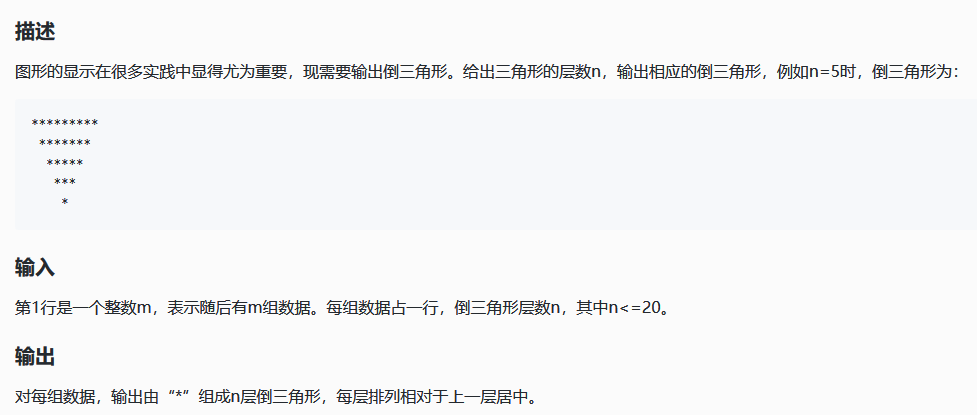 描述
图形的显示在很多实践中显得尤为重要，现需要输出倒三角形。给出三角形的层数n，输出相应的倒三角形，例如n=5时，倒三角形为：
*********
 *******
  *****
   ***
    *
输入
第1行是一个整数m，表示随后有m组数据。每组数据占一行，倒三角形层数n，其中n<=20。
输出
对每组数据，输出由“*”组成n层倒三角形，每层排列相对于上一层居中。